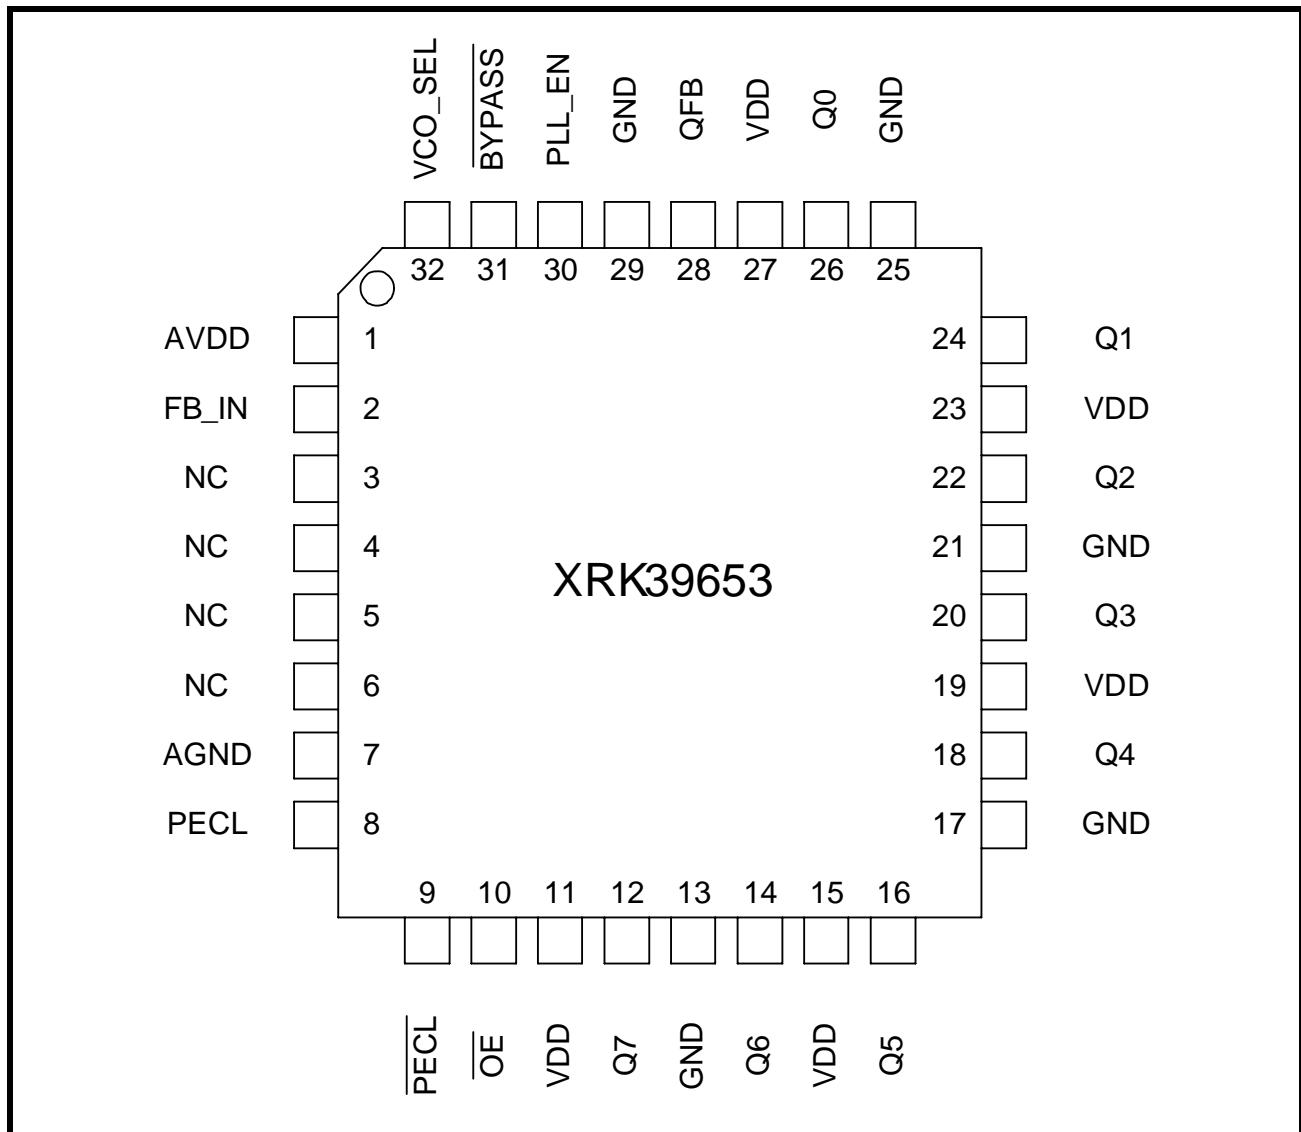 VCO_SEL BYPASS PLL_EN GND QFB VDD Q0 GND
32 31 30 29 28 27 26 25
AVDD 1 24 Q1
FB_IN 2 23 VDD
NC 3 22 Q2
NC 4 21 GND
XRK39653
NC 5 20 Q3
NC 6 19 VDD
AGND 7 18 Q4
PECL 8 17 GND
9 10 11 12 13 14 15 16
PECL OE VDD Q7 GND Q6 VDD Q5